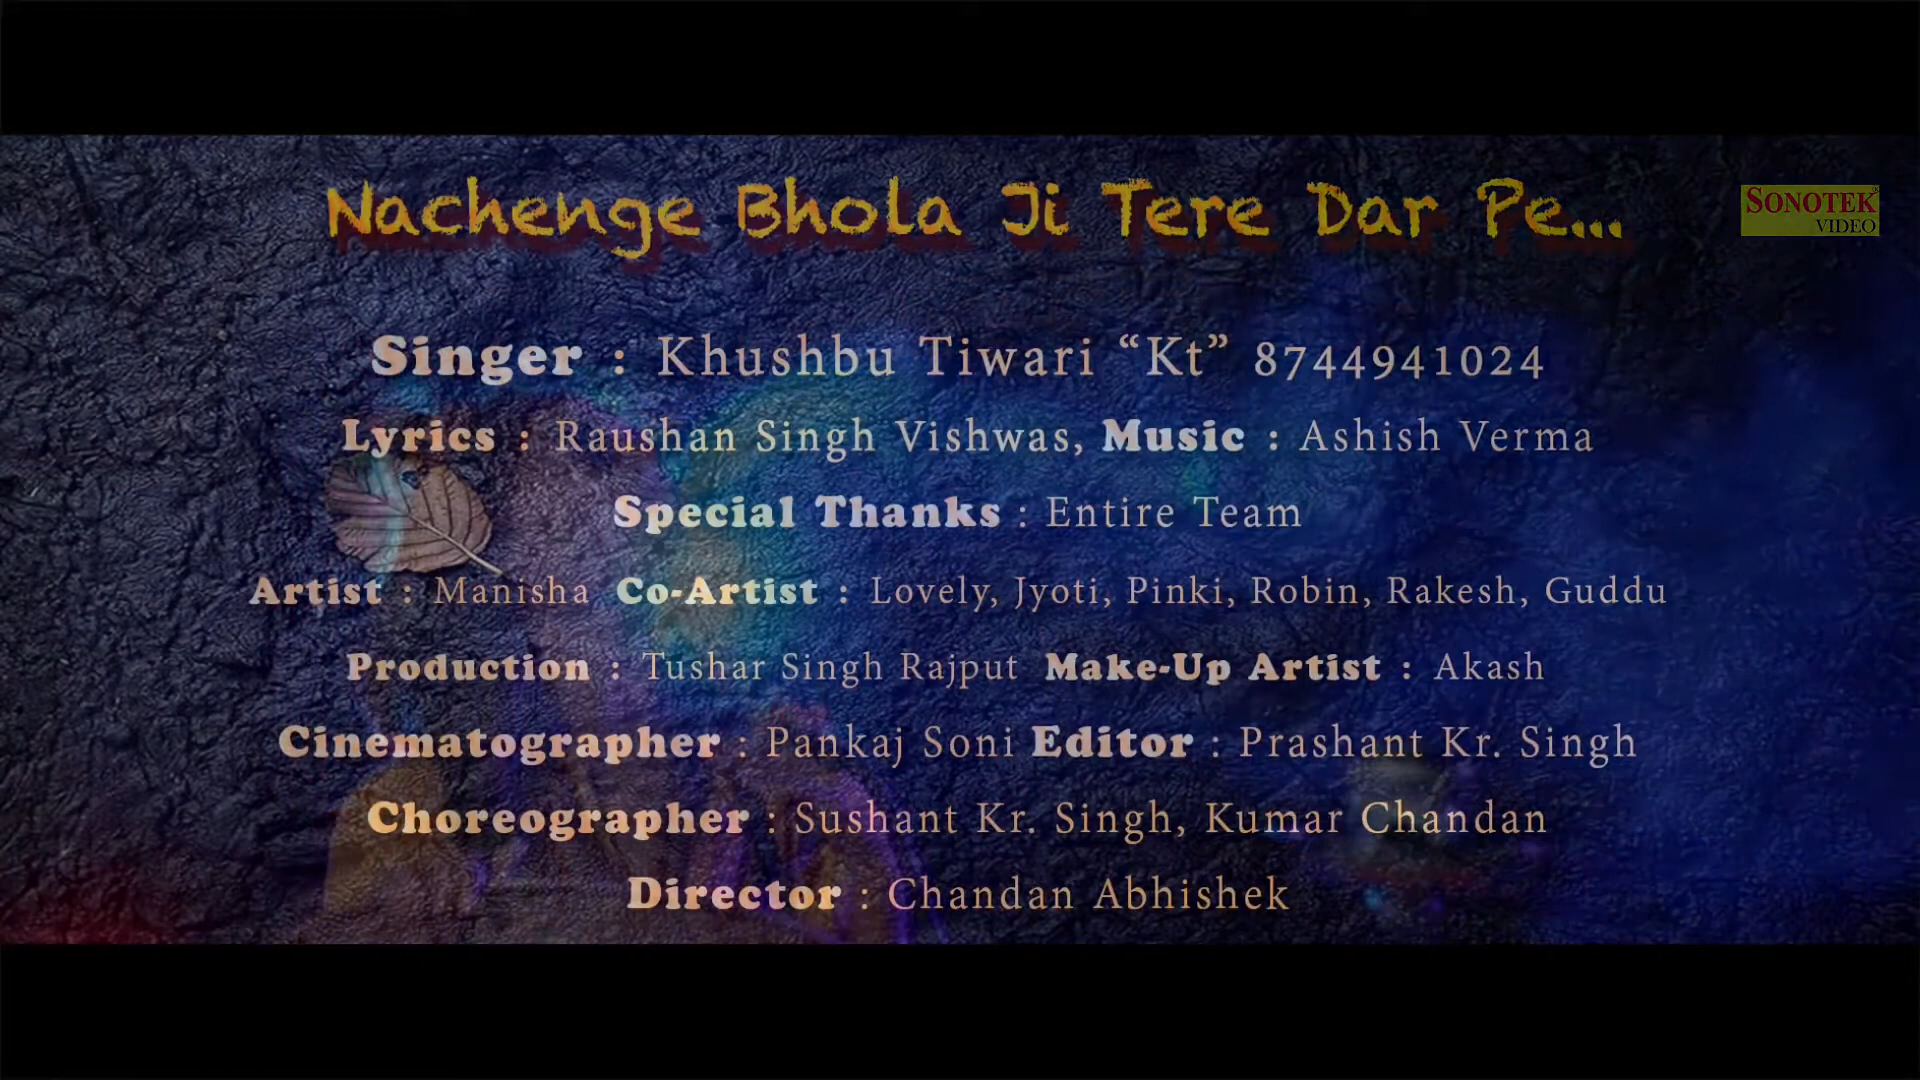 Nachenge Bhola Ji Tere Dar Pe...
SONOTEK®
VIDEO
Singer : Khushbu Tiwari “Kt” 8744941024
Lyrics : Raushan Singh Vishwas, Music : Ashish Verma
Special Thanks : Entire Team
Artist : Manisha Co-Artist : Lovely, Jyoti, Pinki, Robin, Rakesh, Guddu
Production : Tushar Singh Rajput Make-Up Artist : Akash
Cinematographer : Pankaj Soni Editor : Prashant Kr. Singh
Choreographer : Sushant Kr. Singh, Kumar Chandan
Director : Chandan Abhishek